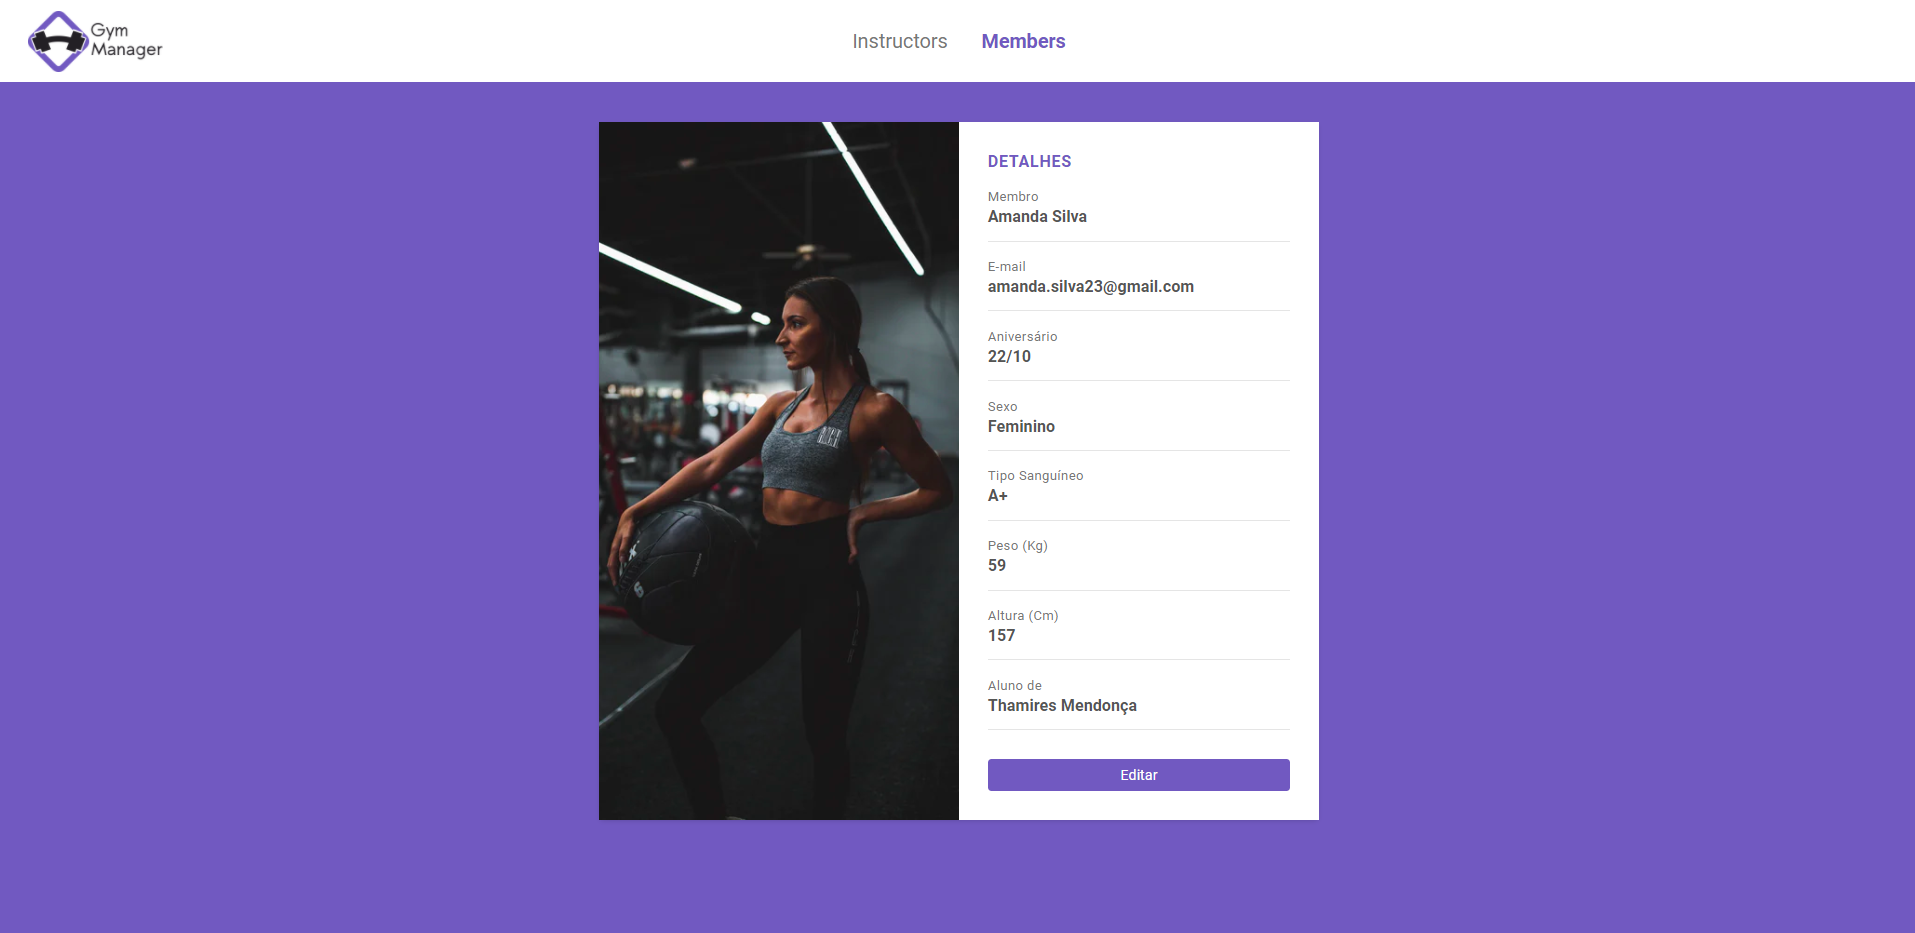 Gym
Manager
Instructors
Members
DETALHES
Membro
Amanda Silva
E-mail
amanda.silva23@gmail.com
Aniversário
22/10
Sexo
Feminino
Tipo Sanguíneo
A+
Peso (Kg)
59
Altura (Cm)
157
Aluno de
Thamires Mendonça
Editar
6